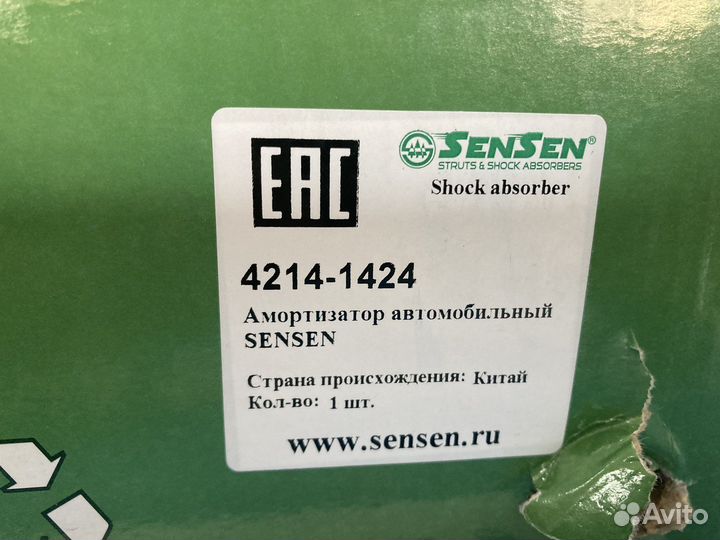 EAC
SENSEN®
STRUTS & SHOCK ABSORBERS
Shock absorber
4214-1424
Амортизатор автомобильный
SENSEN
Страна происхождения: Китай
Кол-во: 1 шт.
www.sensen.ru
Avito